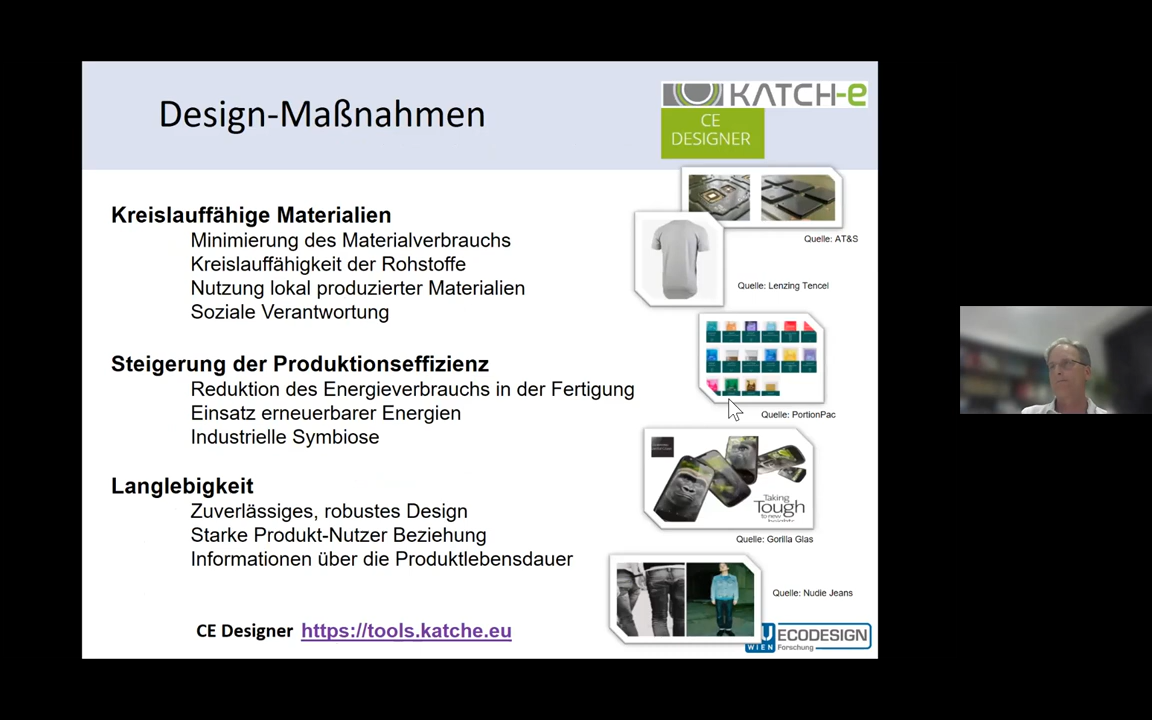 Design-Maßnahmen
KATCH-e
CE
DESIGNER
Kreislauffähige Materialien
Minimierung des Materialverbrauchs
Kreislauffähigkeit der Rohstoffe
Nutzung lokal produzierter Materialien
Soziale Verantwortung
Quelle: AT&S
Quelle: Lenzing Tencel
Steigerung der Produktionseffizienz
Reduktion des Energieverbrauchs in der Fertigung
Einsatz erneuerbarer Energien
Industrielle Symbiose
Quelle: PortionPac
Langlebigkeit
Zuverlässiges, robustes Design
Starke Produkt-Nutzer Beziehung
Informationen über die Produktlebensdauer
Taking
Tough
to new
heights
Quelle: Gorilla Glas
Quelle: Nudie Jeans
CE Designer https://tools.katche.eu
WIEN
ECODESIGN
Forschung